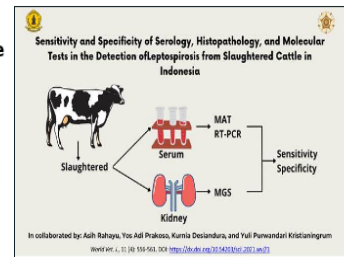 e
Sensitivity and Specificity of Serology, Histopathology, and Molecular
Tests in the Detection ofLeptospirosis from Slaughtered Cattle in
Indonesia
MAT
RT-PCR
Serum
Slaughtered
Sensitivity
Specificity
MGS
Kidney
In collaborated by: Asih Rahayu, Yos Adi Prakoso, Kurnia Desiandura, and Yuli Purwandari Kristianingrum
World Vet. J., 11 (4): 556-561, DOI: https://dx.doi.org/10.54203/scil.2021.wvj71